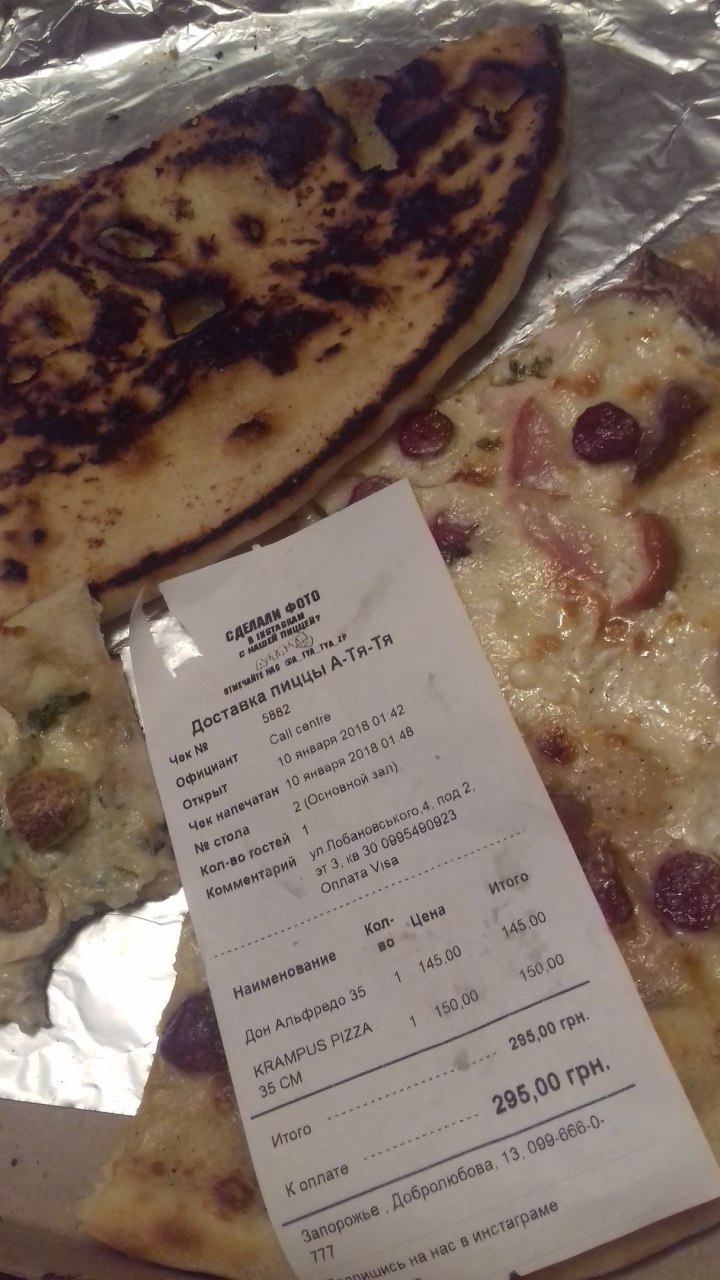 СДЕЛАЛИ ФОТО
В INSTAGRAM
С НАШЕЙ ПИЦЦЕЙ?
ОТМЕЧАЙТЕ НАС @A_TYA_TYA_ZP
Доставка пиццы А-Тя-Тя
Чек № 5882
Официант Call centre
Открыт 10 января 2018 01:42
Чек напечатан 10 января 2018 01:48
№ стола 2 (Основной зал)
Кол-во гостей 1
Комментарий ул.Лобановського,4, под 2,
эт 3, кв 30 0995490923
Оплата Visa
Наименование Кол-во Цена Итого
Дон Альфредо 35 1 145,00 145,00
KRAMPUS PIZZA 1 150,00 150,00
35 СМ
Итого 295,00 грн.
К оплате 295,00 грн.
Запорожье , Добролюбова, 13, 099-666-0-
777
на нас в инстаграме